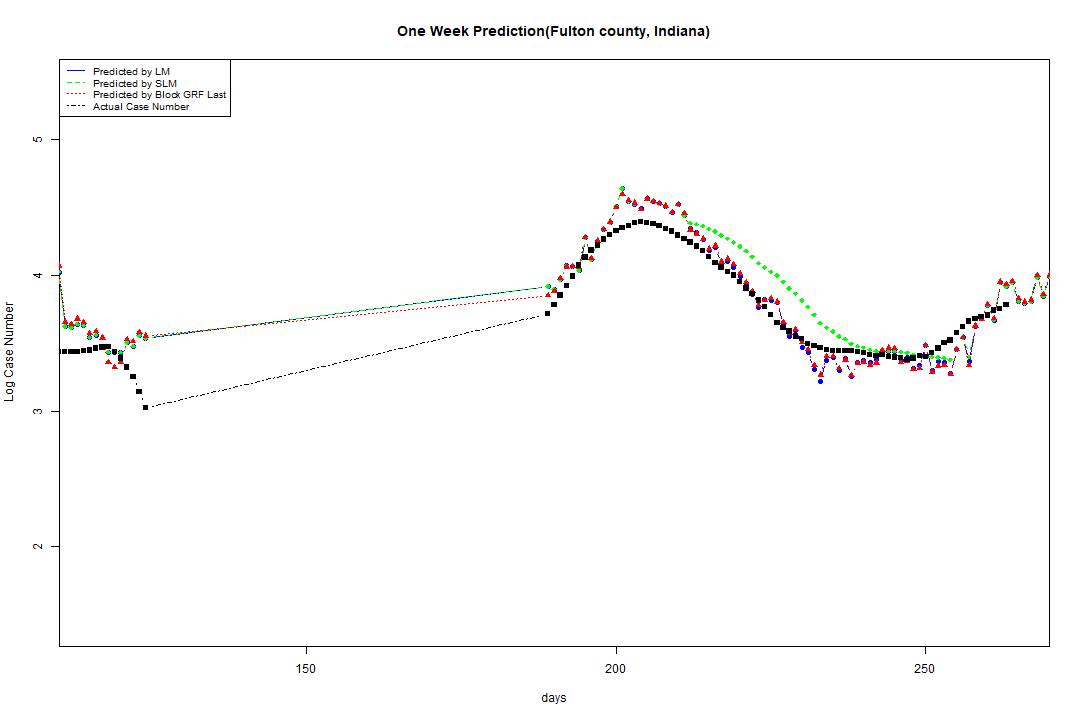 One Week Prediction(Fulton county, Indiana)
Predicted by LM
Predicted by SLM
Predicted by Block GRF Last
Actual Case Number
5
4
3
2
Log Case Number
150 200 250
days